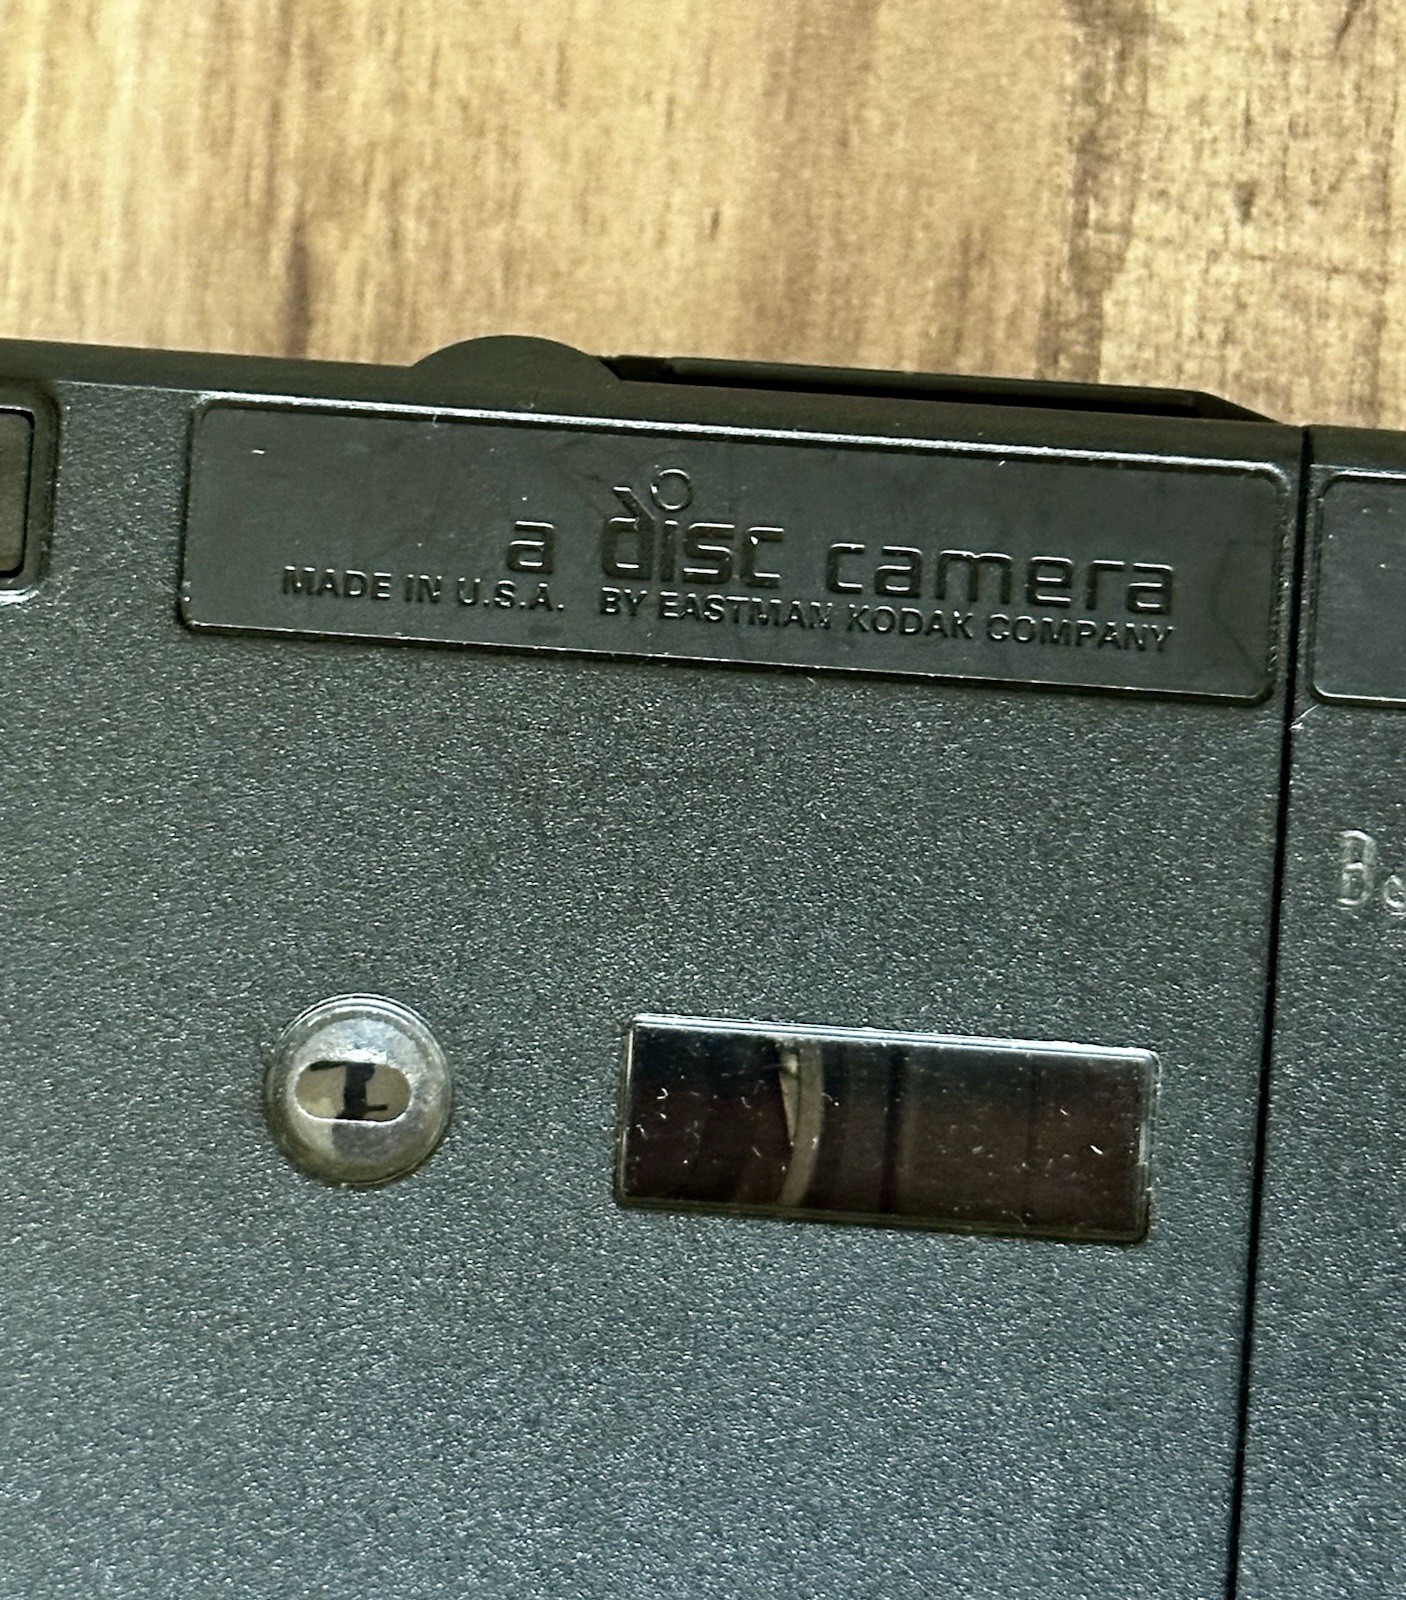 a disc camera
MADE IN U.S.A. BY EASTMAN KODAK COMPANY